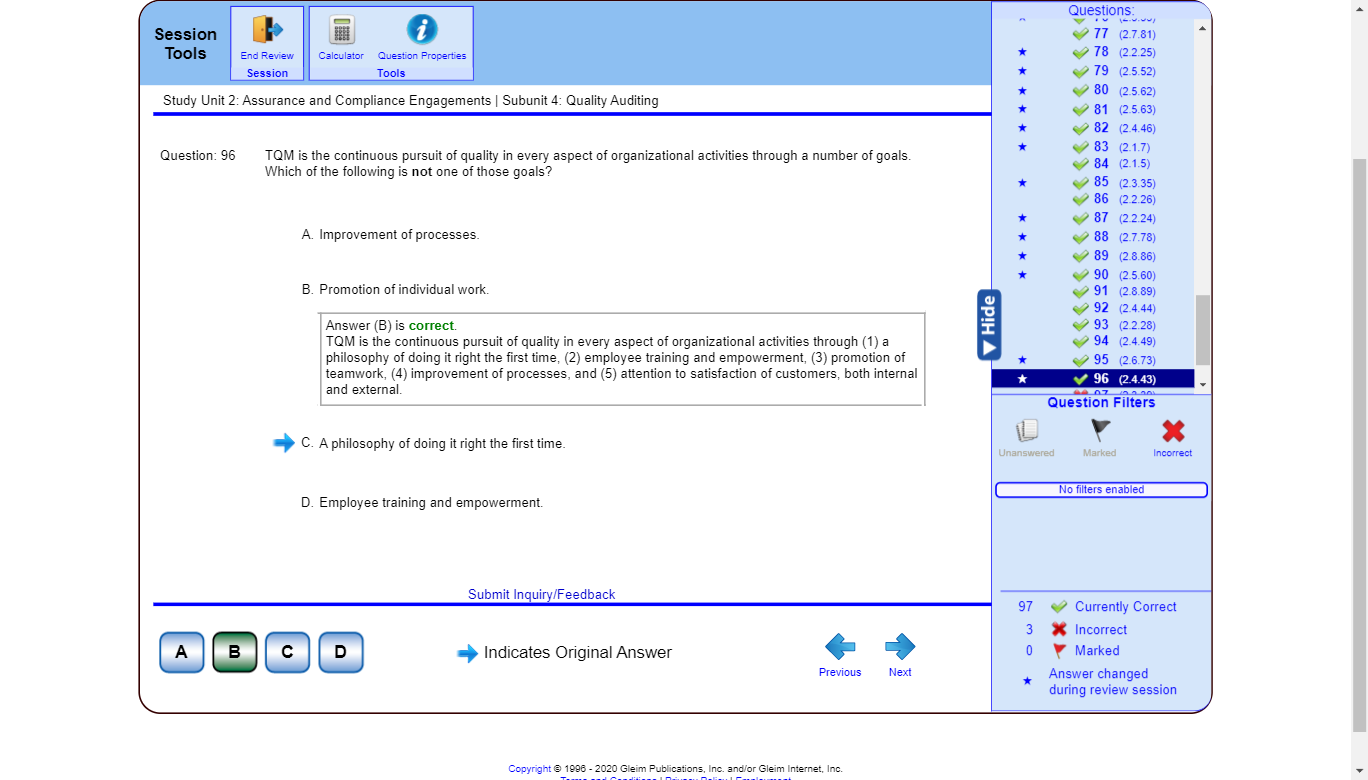 Session Tools
End Review
Session
Calculator
Question Properties
Tools
Study Unit 2: Assurance and Compliance Engagements | Subunit 4: Quality Auditing
Question: 96
TQM is the continuous pursuit of quality in every aspect of organizational activities through a number of goals.
Which of the following is not one of those goals?
A. Improvement of processes.
B. Promotion of individual work.
Answer (B) is correct.
TQM is the continuous pursuit of quality in every aspect of organizational activities through (1) a
philosophy of doing it right the first time, (2) employee training and empowerment, (3) promotion of
teamwork, (4) improvement of processes, and (5) attention to satisfaction of customers, both internal
and external.
C. A philosophy of doing it right the first time.
D. Employee training and empowerment.
Submit Inquiry/Feedback
A
B
C
D
Indicates Original Answer
Previous
Next
Questions:
77 (2.7.81)
★ 78 (2.2.25)
★ 79 (2.5.52)
★ 80 (2.5.62)
★ 81 (2.5.63)
★ 82 (2.4.46)
★ 83 (2.1.7)
84 (2.1.5)
★ 85 (2.3.35)
86 (2.2.26)
★ 87 (2.2.24)
★ 88 (2.7.78)
★ 89 (2.8.86)
★ 90 (2.5.60)
91 (2.8.89)
92 (2.4.44)
93 (2.2.28)
94 (2.4.49)
★ 95 (2.6.73)
★ 96 (2.4.43)
Hide
Question Filters
Unanswered
Marked
Incorrect
No filters enabled
97 Currently Correct
3 Incorrect
0 Marked
★ Answer changed
during review session
Copyright © 1996 - 2020 Gleim Publications, Inc. and/or Gleim Internet, Inc.
Terms and Conditions | Privacy Policy | Employment